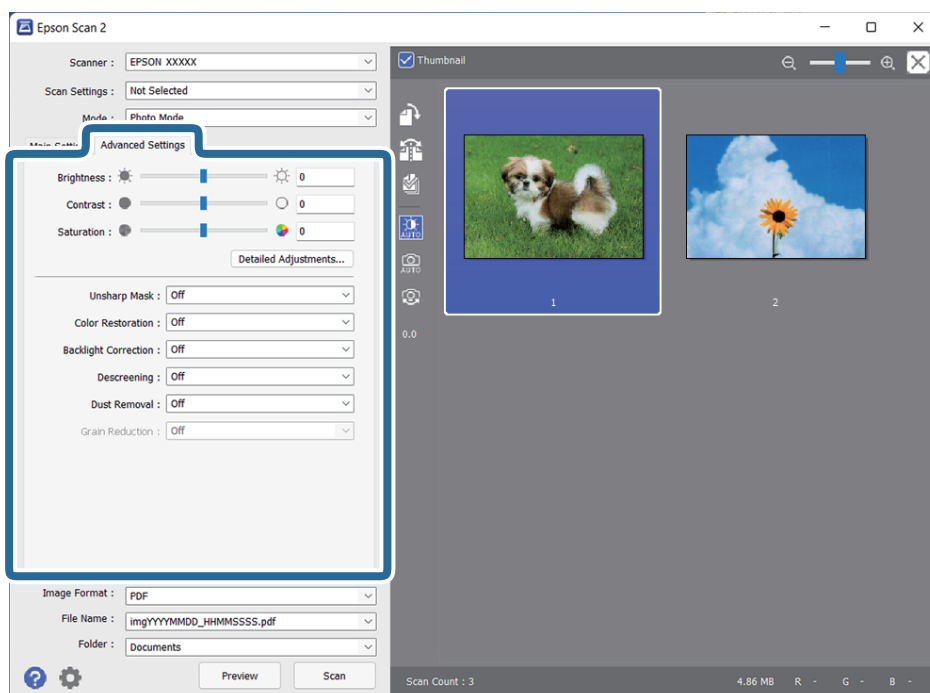 Epson Scan 2
Scanner : EPSON XXXXX
Scan Settings : Not Selected
Mode : Photo Mode
Advanced Settings
Brightness : 0
Contrast : 0
Saturation : 0
Detailed Adjustments...
Unsharp Mask : Off
Color Restoration : Off
Backlight Correction : Off
Descreening : Off
Dust Removal : Off
Grain Reduction : Off
Image Format : PDF
File Name : imgYYYYMMDD_HHMMSSSS.pdf
Folder : Documents
? Preview Scan
Thumbnail
AUTO
AUTO
0.0
1
2
Scan Count : 3 4.86 MB R - G - B -